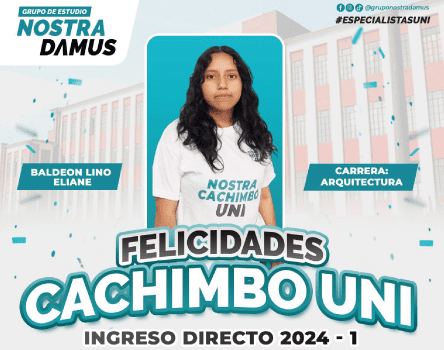 GRUPO DE ESTUDIO
NOSTRA
DAMUS
@gruponostradamus
#ESPECIALISTASUNI
BALDEON LINO
ELIANE
CARRERA:
ARQUITECTURA
NOSTRA
CACHIMBO
UNI
FELICIDADES
CACHIMBO UNI
INGRESO DIRECTO 2024 - 1